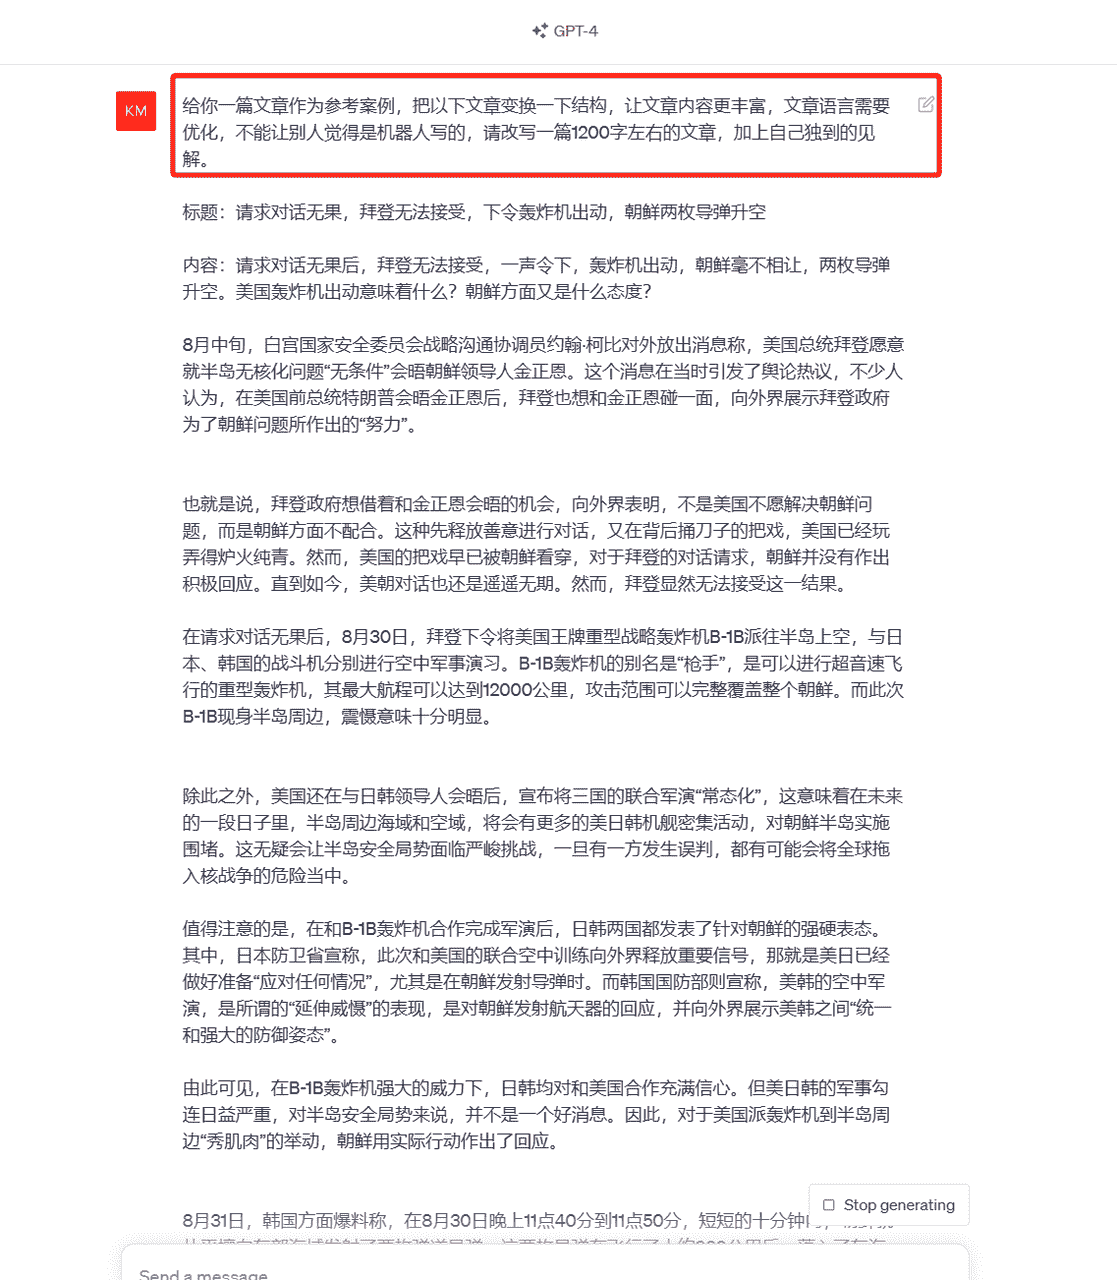 GPT-4
KM
给你一篇文章作为参考案例，把以下文章变换一下结构，让文章内容更丰富，文章语言需要
优化，不能让别人觉得是机器人写的，请改写一篇1200字左右的文章，加上自己独到的见
解。
标题：请求对话无果，拜登无法接受，下令轰炸机出动，朝鲜两枚导弹升空
内容：请求对话无果后，拜登无法接受，一声令下，轰炸机出动，朝鲜毫不相让，两枚导弹
升空。美国轰炸机出动意味着什么？朝鲜方面又是什么态度？
8月中旬，白宫国家安全委员会战略沟通协调员约翰·柯比对外放出消息称，美国总统拜登愿意
就半岛无核化问题“无条件”会晤朝鲜领导人金正恩。这个消息在当时引发了舆论热议，不少人
认为，在美国前总统特朗普会晤金正恩后，拜登也想和金正恩碰一面，向外界展示拜登政府
为了朝鲜问题所作出的“努力”。
也就是说，拜登政府想借着和金正恩会晤的机会，向外界表明，不是美国不愿解决朝鲜问
题，而是朝鲜方面不配合。这种先释放善意进行对话，又在背后捅刀子的把戏，美国已经玩
弄得炉火纯青。然而，美国的把戏早已被朝鲜看穿，对于拜登的对话请求，朝鲜并没有作出
积极回应。直到如今，美朝对话也还是遥遥无期。然而，拜登显然无法接受这一结果。
在请求对话无果后，8月30日，拜登下令将美国王牌重型战略轰炸机B-1B派往半岛上空，与日
本、韩国的战斗机分别进行空中军事演习。B-1B轰炸机的别名是“枪手”，是可以进行超音速飞
行的重型轰炸机，其最大航程可以达到12000公里，攻击范围可以完整覆盖整个朝鲜。而此次
B-1B现身半岛周边，震慑意味十分明显。
除此之外，美国还在与日韩领导人会晤后，宣布将三国的联合军演“常态化”，这意味着在未来
的一段日子里，半岛周边海域和空域，将会有更多的美日韩机舰密集活动，对朝鲜半岛实施
围堵。这无疑会让半岛安全局势面临严峻挑战，一旦有一方发生误判，都有可能会将全球拖
入核战争的危险当中。
值得注意的是，在和B-1B轰炸机合作完成军演后，日韩两国都发表了针对朝鲜的强硬表态。
其中，日本防卫省宣称，此次和美国的联合空中训练向外界释放重要信号，那就是美日已经
做好准备“应对任何情况”，尤其是在朝鲜发射导弹时。而韩国国防部则宣称，美韩的空中军
演，是所谓的“延伸威慑”的表现，是对朝鲜发射航天器的回应，并向外界展示美韩之间“统一
和强大的防御姿态”。
由此可见，在B-1B轰炸机强大的威力下，日韩均对和美国合作充满信心。但美日韩的军事勾
连日益严重，对半岛安全局势来说，并不是一个好消息。因此，对于美国派轰炸机到半岛周
边“秀肌肉”的举动，朝鲜用实际行动作出了回应。
Stop generating
8月31日，韩国方面爆料称，在8月30日晚上11点40分到11点50分，短短的十分钟
Send a message